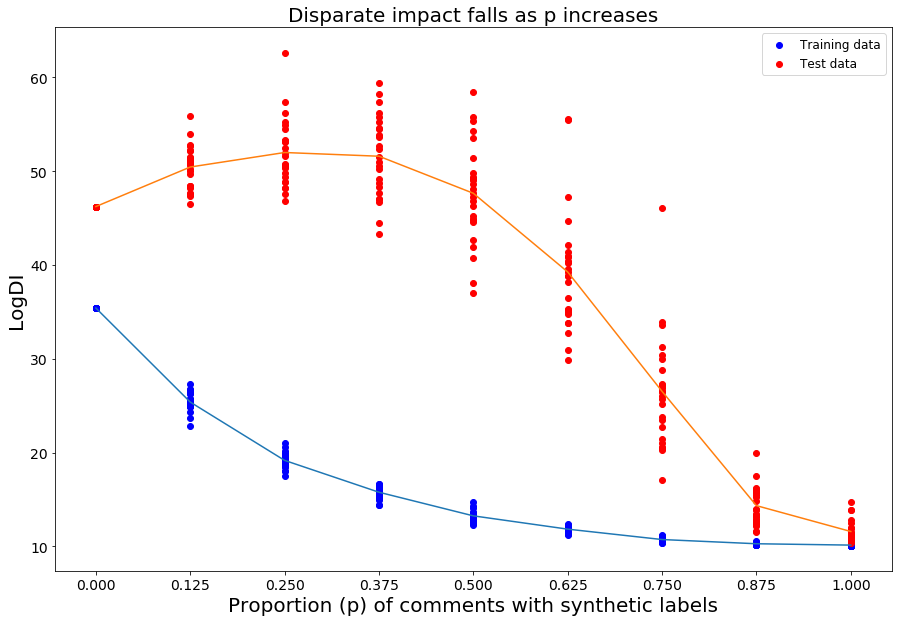 Disparate impact falls as p increases
Training data
Test data
LogDI
60
50
40
30
20
10
0.000 0.125 0.250 0.375 0.500 0.625 0.750 0.875 1.000
Proportion (p) of comments with synthetic labels